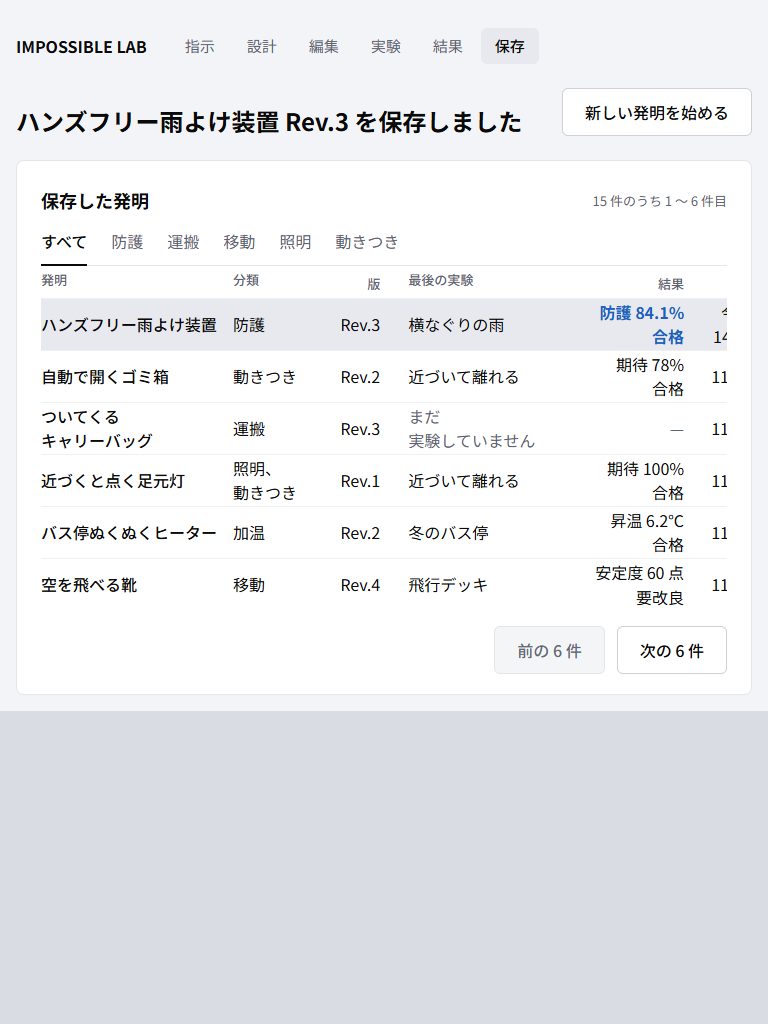 IMPOSSIBLE LAB 指示 設計 編集 実験 結果 保存
ハンズフリー雨よけ装置 Rev.3 を保存しました
新しい発明を始める
保存した発明
15 件のうち 1 〜 6 件目
すべて 防護 運搬 移動 照明 動きつき
発明 分類 版 最後の実験 結果
ハンズフリー雨よけ装置 防護 Rev.3 横なぐりの雨 防護 84.1% 合格 14
自動で開くゴミ箱 動きつき Rev.2 近づいて離れる 期待 78% 合格 11
ついてくる
キャリーバッグ 運搬 Rev.3 まだ
実験していません — 11
近づくと点く足元灯 照明、
動きつき Rev.1 近づいて離れる 期待 100% 合格 11
バス停ぬくぬくヒーター 加温 Rev.2 冬のバス停 昇温 6.2℃ 合格 11
空を飛べる靴 移動 Rev.4 飛行デッキ 安定度 60 点
要改良 11
前の 6 件 次の 6 件